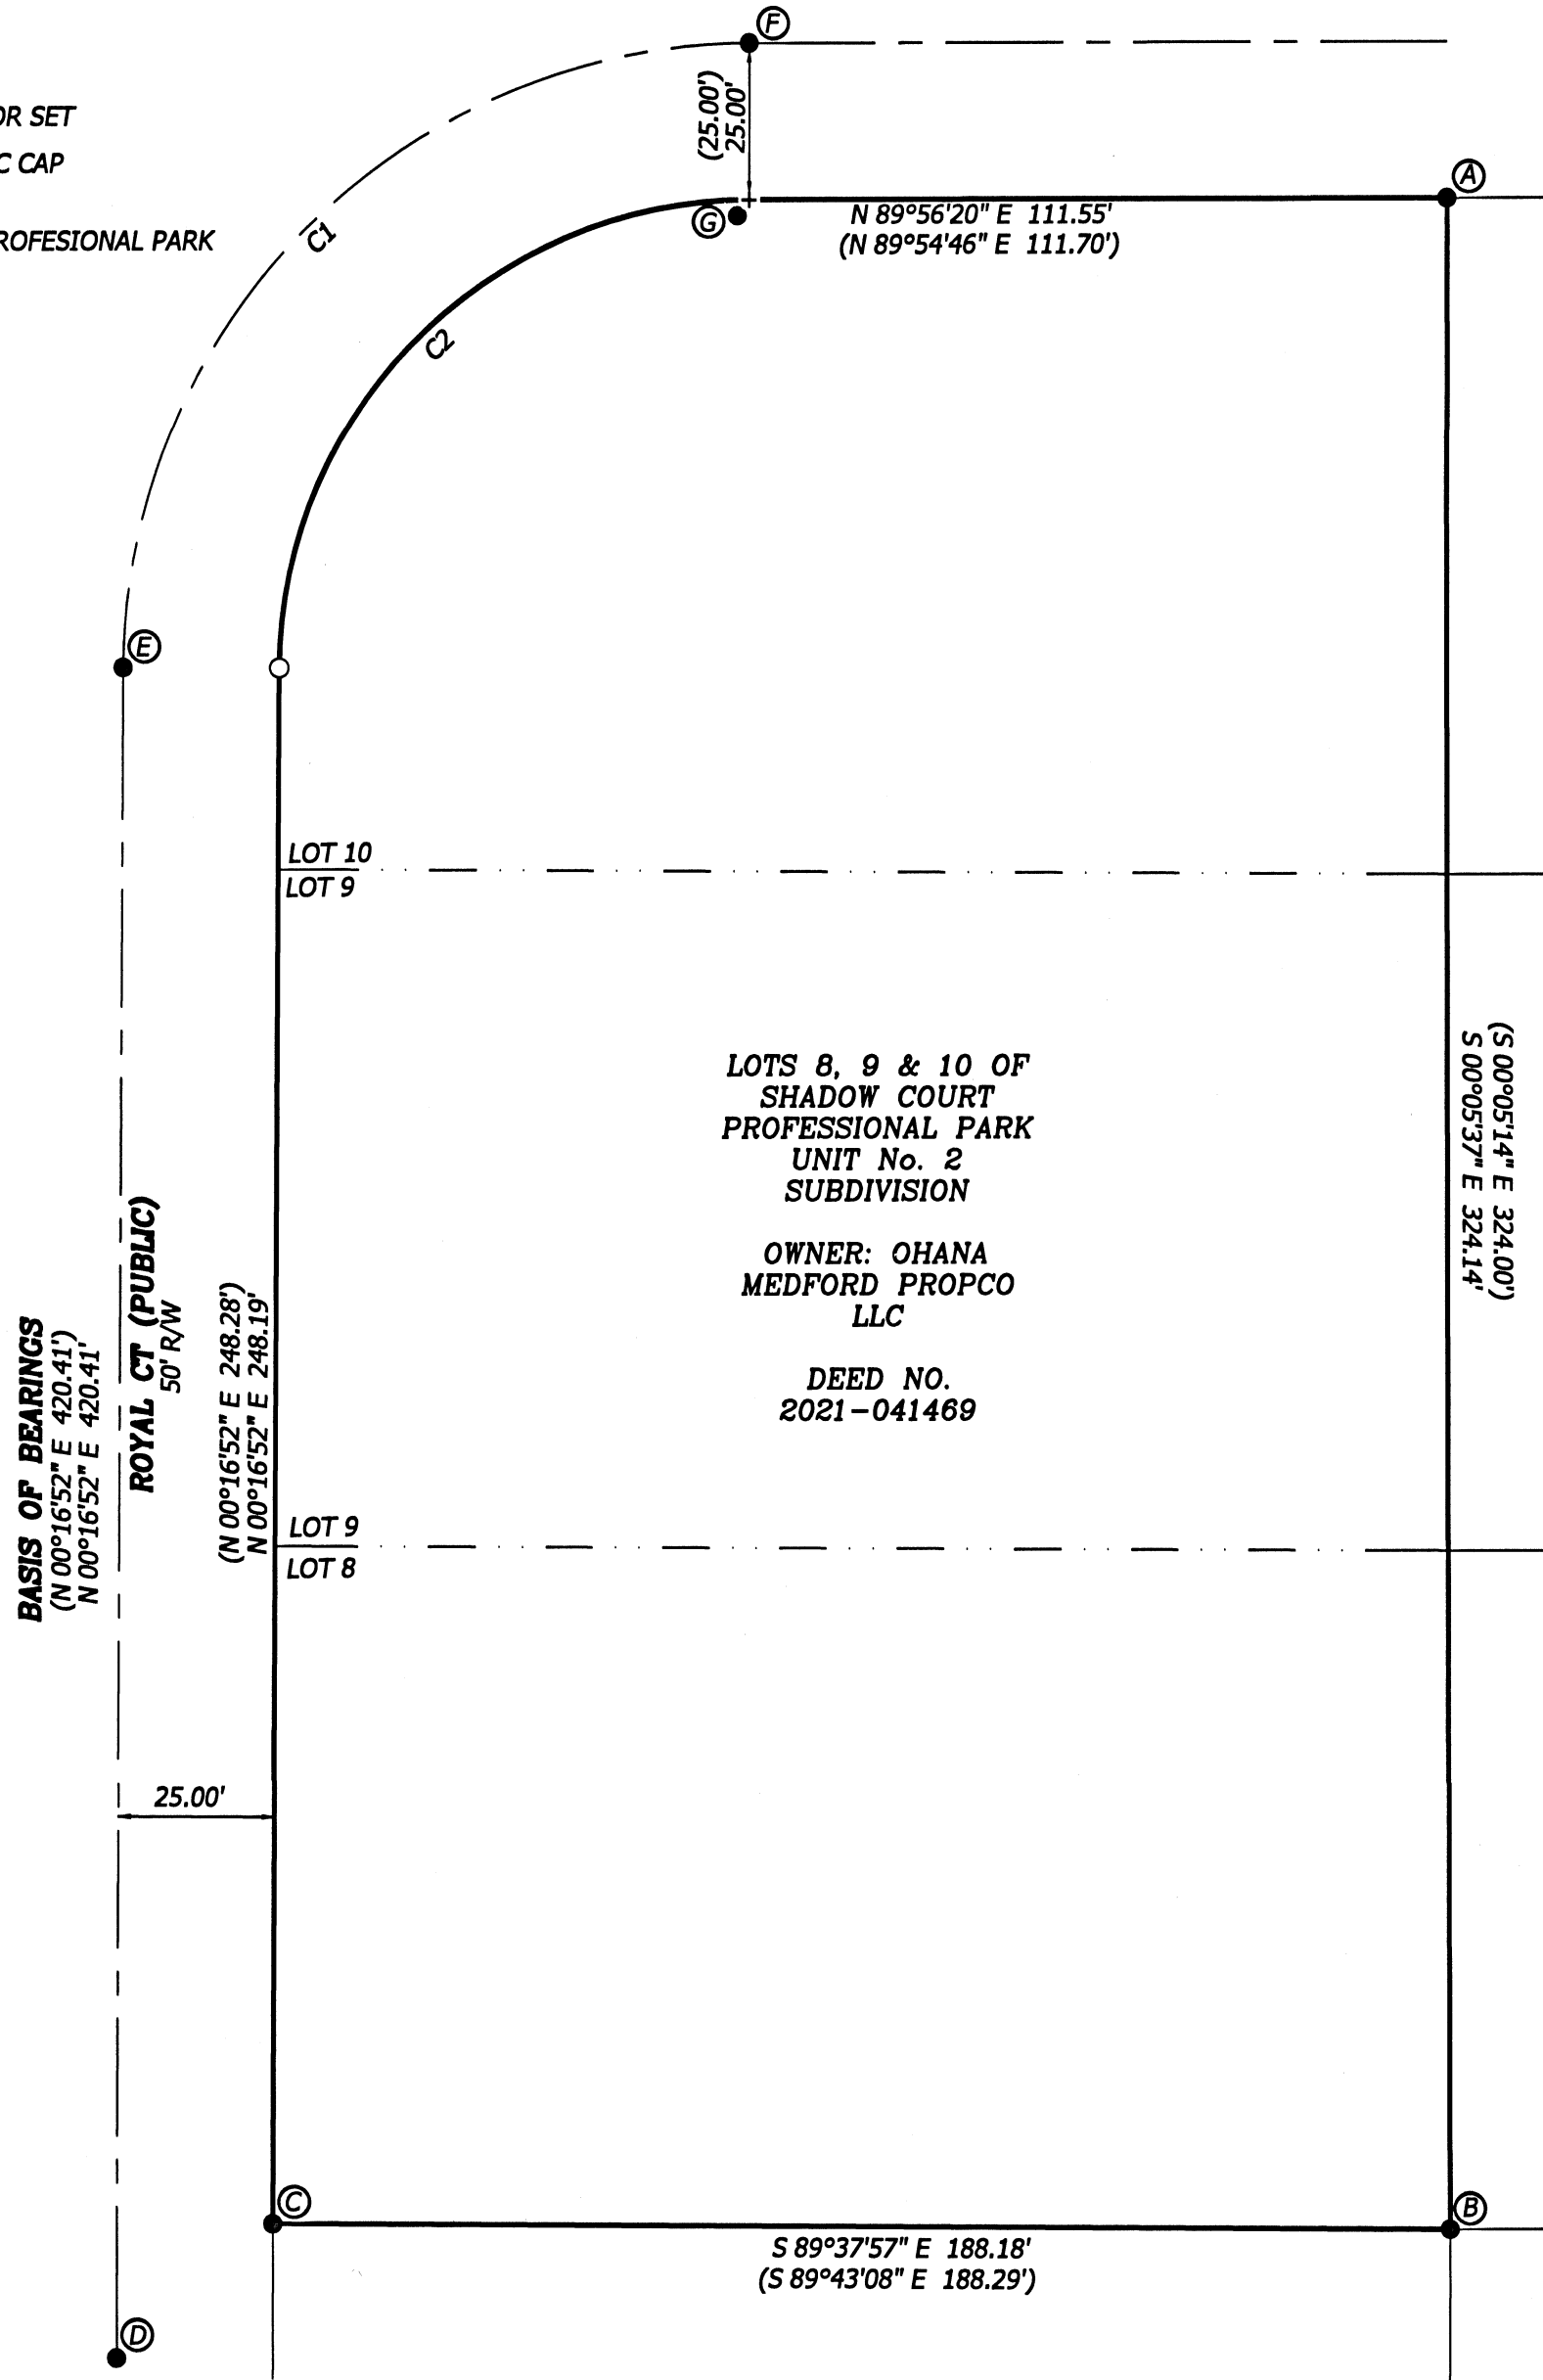 F
OR SET
C CAP
ROFESIONAL PARK
(25.00')
25.00'
A
G
N 89°56'20" E 111.55'
(N 89°54'46" E 111.70')
C1
C2
E
LOT 10
LOT 9
(S 00°05'14" E 324.00')
S 00°05'37" E 324.14'
LOTS 8, 9 & 10 OF
SHADOW COURT
PROFESSIONAL PARK
UNIT No. 2
SUBDIVISION
OWNER: OHANA
MEDFORD PROPCO
LLC
DEED NO.
2021-041469
BASIS OF BEARINGS
(N 00°16'52" E 420.41')
N 00°16'52" E 420.41'
ROYAL CT (PUBLIC)
50' R/W
(N 00°16'52" E 248.28')
N 00°16'52" E 248.19'
LOT 9
LOT 8
25.00'
C
B
S 89°37'57" E 188.18'
(S 89°43'08" E 188.29')
D